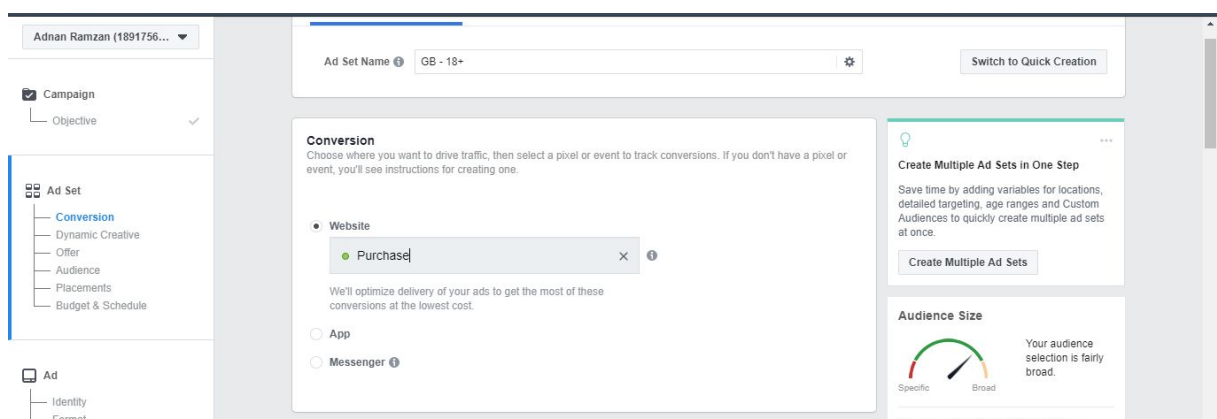 Adnan Ramzan (1891756...
Ad Set Name
GB - 18+
Switch to Quick Creation
Campaign
Objective
Ad Set
Conversion
Dynamic Creative
Offer
Audience
Placements
Budget & Schedule
Ad
Identity
Format
Conversion
Choose where you want to drive traffic, then select a pixel or event to track conversions. If you don't have a pixel or
event, you'll see instructions for creating one.
Website
Purchase
We'll optimize delivery of your ads to get the most of these
conversions at the lowest cost.
App
Messenger
Create Multiple Ad Sets in One Step
Save time by adding variables for locations,
detailed targeting, age ranges and Custom
Audiences to quickly create multiple ad sets
at once.
Create Multiple Ad Sets
Audience Size
Your audience
selection is fairly
broad.
Specific
Broad